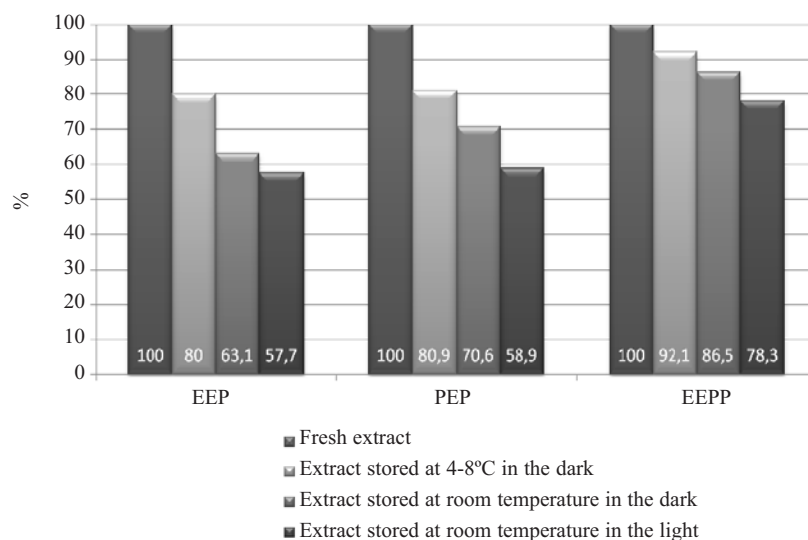 100
90
80
70
60
50
40
30
20
10
0
%
100 80 63,1 57,7 100 80,9 70,6 58,9 100 92,1 86,5 78,3
EEP PEP EEPP
Fresh extract
Extract stored at 4-8ºC in the dark
Extract stored at room temperature in the dark
Extract stored at room temperature in the light